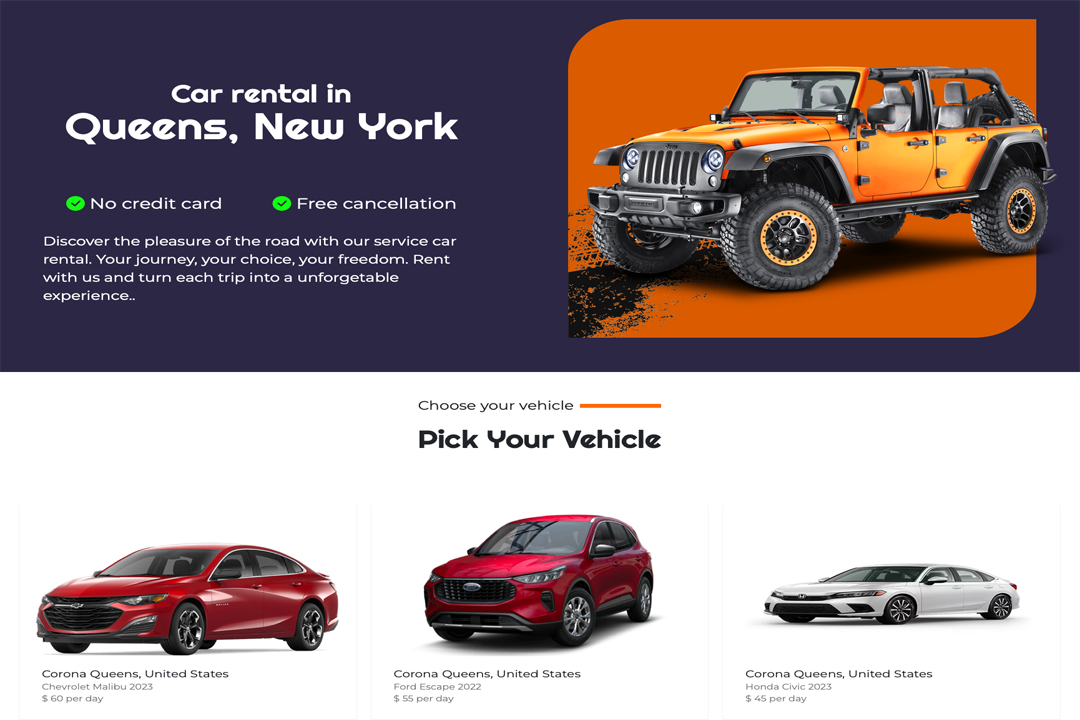 Car rental in
Queens, New York
No credit card
Free cancellation
Discover the pleasure of the road with our service car
rental. Your journey, your choice, your freedom. Rent
with us and turn each trip into a unforgetable
experience..
Choose your vehicle
Pick Your Vehicle
Corona Queens, United States
Chevrolet Malibu 2023
$ 60 per day
Corona Queens, United States
Ford Escape 2022
$ 55 per day
Corona Queens, United States
Honda Civic 2023
$ 45 per day